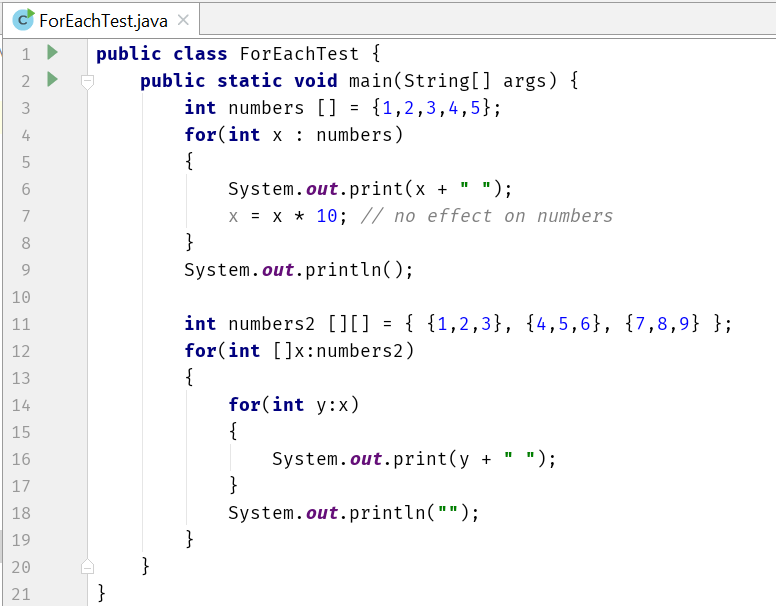 ForEachTest.java
1 public class ForEachTest {
2     public static void main(String[] args) {
3         int numbers [] = {1,2,3,4,5};
4         for(int x : numbers)
5         {
6             System.out.print(x + " ");
7             x = x * 10; // no effect on numbers
8         }
9         System.out.println();
10
11         int numbers2 [][] = { {1,2,3}, {4,5,6}, {7,8,9} };
12         for(int []x:numbers2)
13         {
14             for(int y:x)
15             {
16                 System.out.print(y + " ");
17             }
18             System.out.println("");
19         }
20     }
21 }